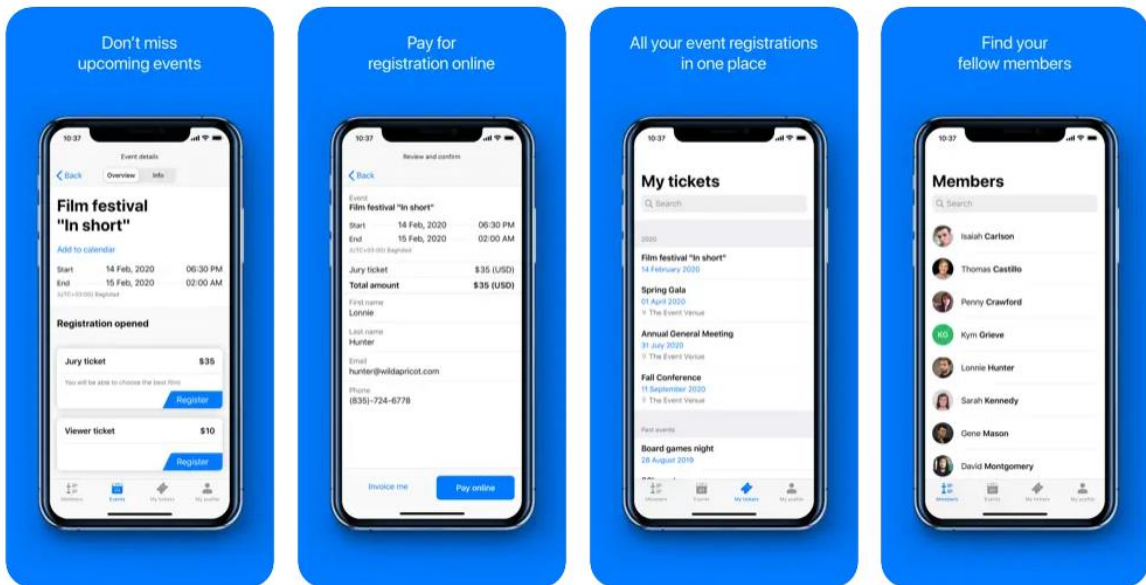 Don't miss
upcoming events
10:37
Event details
Back
Overview
Info
Film festival
"In short"
Add to calendar
Start 14 Feb, 2020 06:30 PM
End 15 Feb, 2020 02:00 AM
(UTC+03:00) Baghdad
Registration opened
Jury ticket $35
You will be able to choose the best film
Register
Viewer ticket $10
Register
Members
Events
My tickets
My profile
Pay for
registration online
10:37
Review and confirm
Back
Event
Film festival "In short"
Start 14 Feb, 2020 06:30 PM
End 15 Feb, 2020 02:00 AM
(UTC+03:00) Baghdad
Jury ticket $35 (USD)
Total amount $35 (USD)
First name
Lonnie
Last name
Hunter
Email
hunter@wildapricot.com
Phone
(835)-724-6778
Invoice me
Pay online
All your event registrations
in one place
10:37
My tickets
Search
2020
Film festival "In short"
14 February 2020
Spring Gala
01 April 2020
The Event Venue
Annual General Meeting
31 July 2020
The Event Venue
Fall Conference
11 September 2020
The Event Venue
Past events
Board games night
28 August 2019
Members
Events
My tickets
My profile
Find your
fellow members
10:37
Members
Search
Isaiah Carlson
Thomas Castillo
Penny Crawford
KG
Kym Grieve
Lonnie Hunter
Sarah Kennedy
Gene Mason
David Montgomery
Members
Events
My tickets
My profile